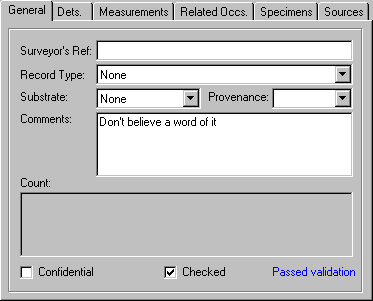 General Dets. Measurements Related Occs. Specimens Sources
Surveyor's Ref:
Record Type: None
Substrate: None Provenance:
Comments: Don't believe a word of it
Count:
Confidential Checked Passed validation